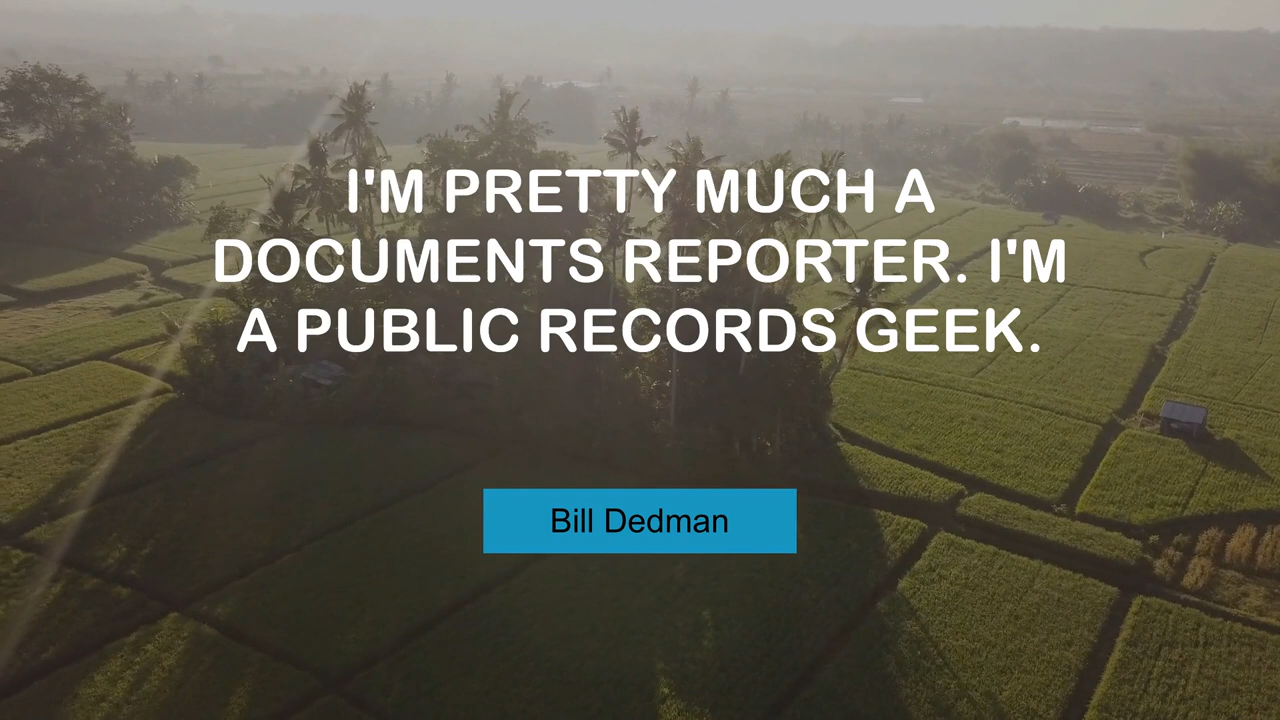 I'M PRETTY MUCH A
DOCUMENTS REPORTER. I'M
A PUBLIC RECORDS GEEK.
Bill Dedman